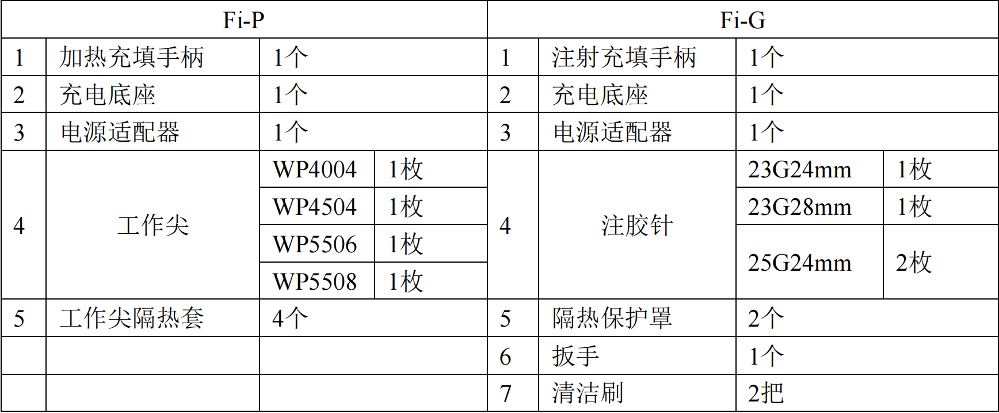 Fi-P Fi-G
1 加热充填手柄 1个 1 注射充填手柄 1个
2 充电底座 1个 2 充电底座 1个
3 电源适配器 1个 3 电源适配器 1个
4 工作尖 WP4004 1枚 4 注胶针 23G24mm 1枚
WP4504 1枚 23G28mm 1枚
WP5506 1枚 25G24mm 2枚
WP5508 1枚
5 工作尖隔热套 4个 5 隔热保护罩 2个
6 扳手 1个
7 清洁刷 2把